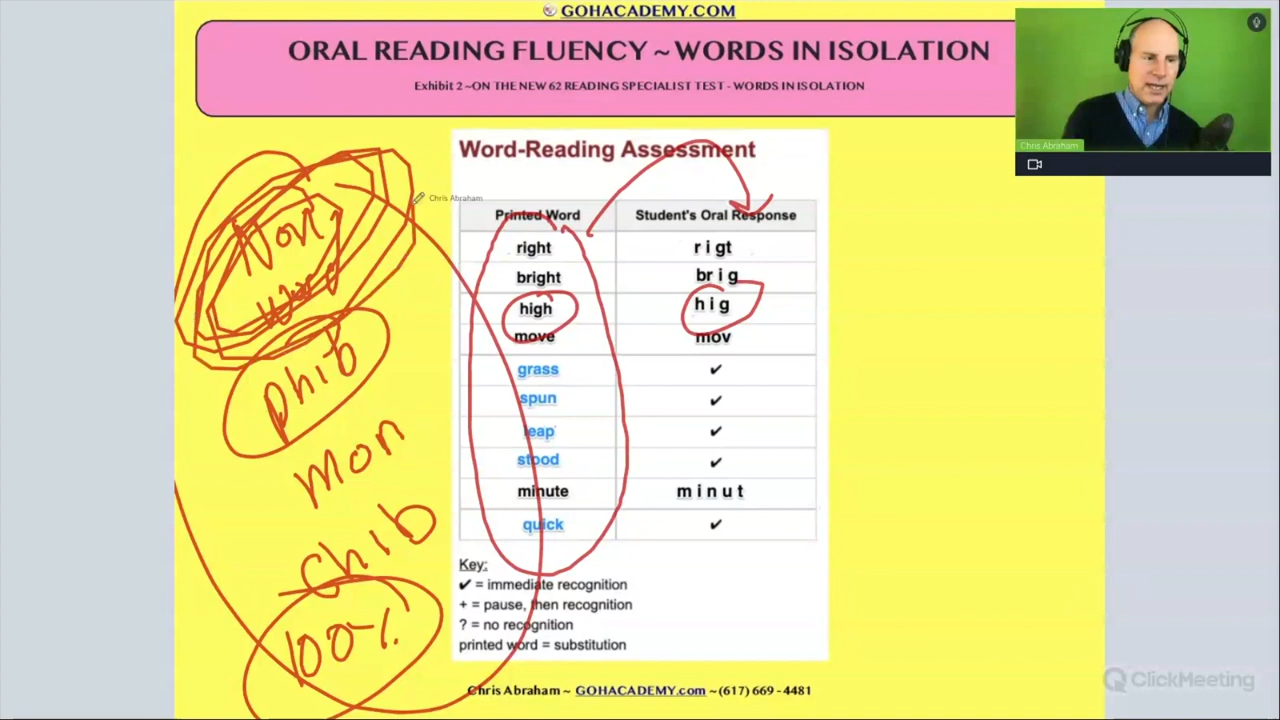 GOHACADEMY.COM
ORAL READING FLUENCY ~ WORDS IN ISOLATION
Exhibit 2 ~ON THE NEW 62 READING SPECIALIST TEST - WORDS IN ISOLATION
Chris Abraham
Word-Reading Assessment
Chris Abraham
Printed Word Student's Oral Response
right r i g t
bright br i g
high h i g
move mov
grass ✔
spun ✔
leap ✔
stood ✔
minute m i n u t
quick ✔
Key:
✔ = immediate recognition
+ = pause, then recognition
? = no recognition
printed word = substitution
Non
word
phib
mon
chib
100%
Chris Abraham ~ GOHACADEMY.com ~ (617) 669 - 4481
ClickMeeting